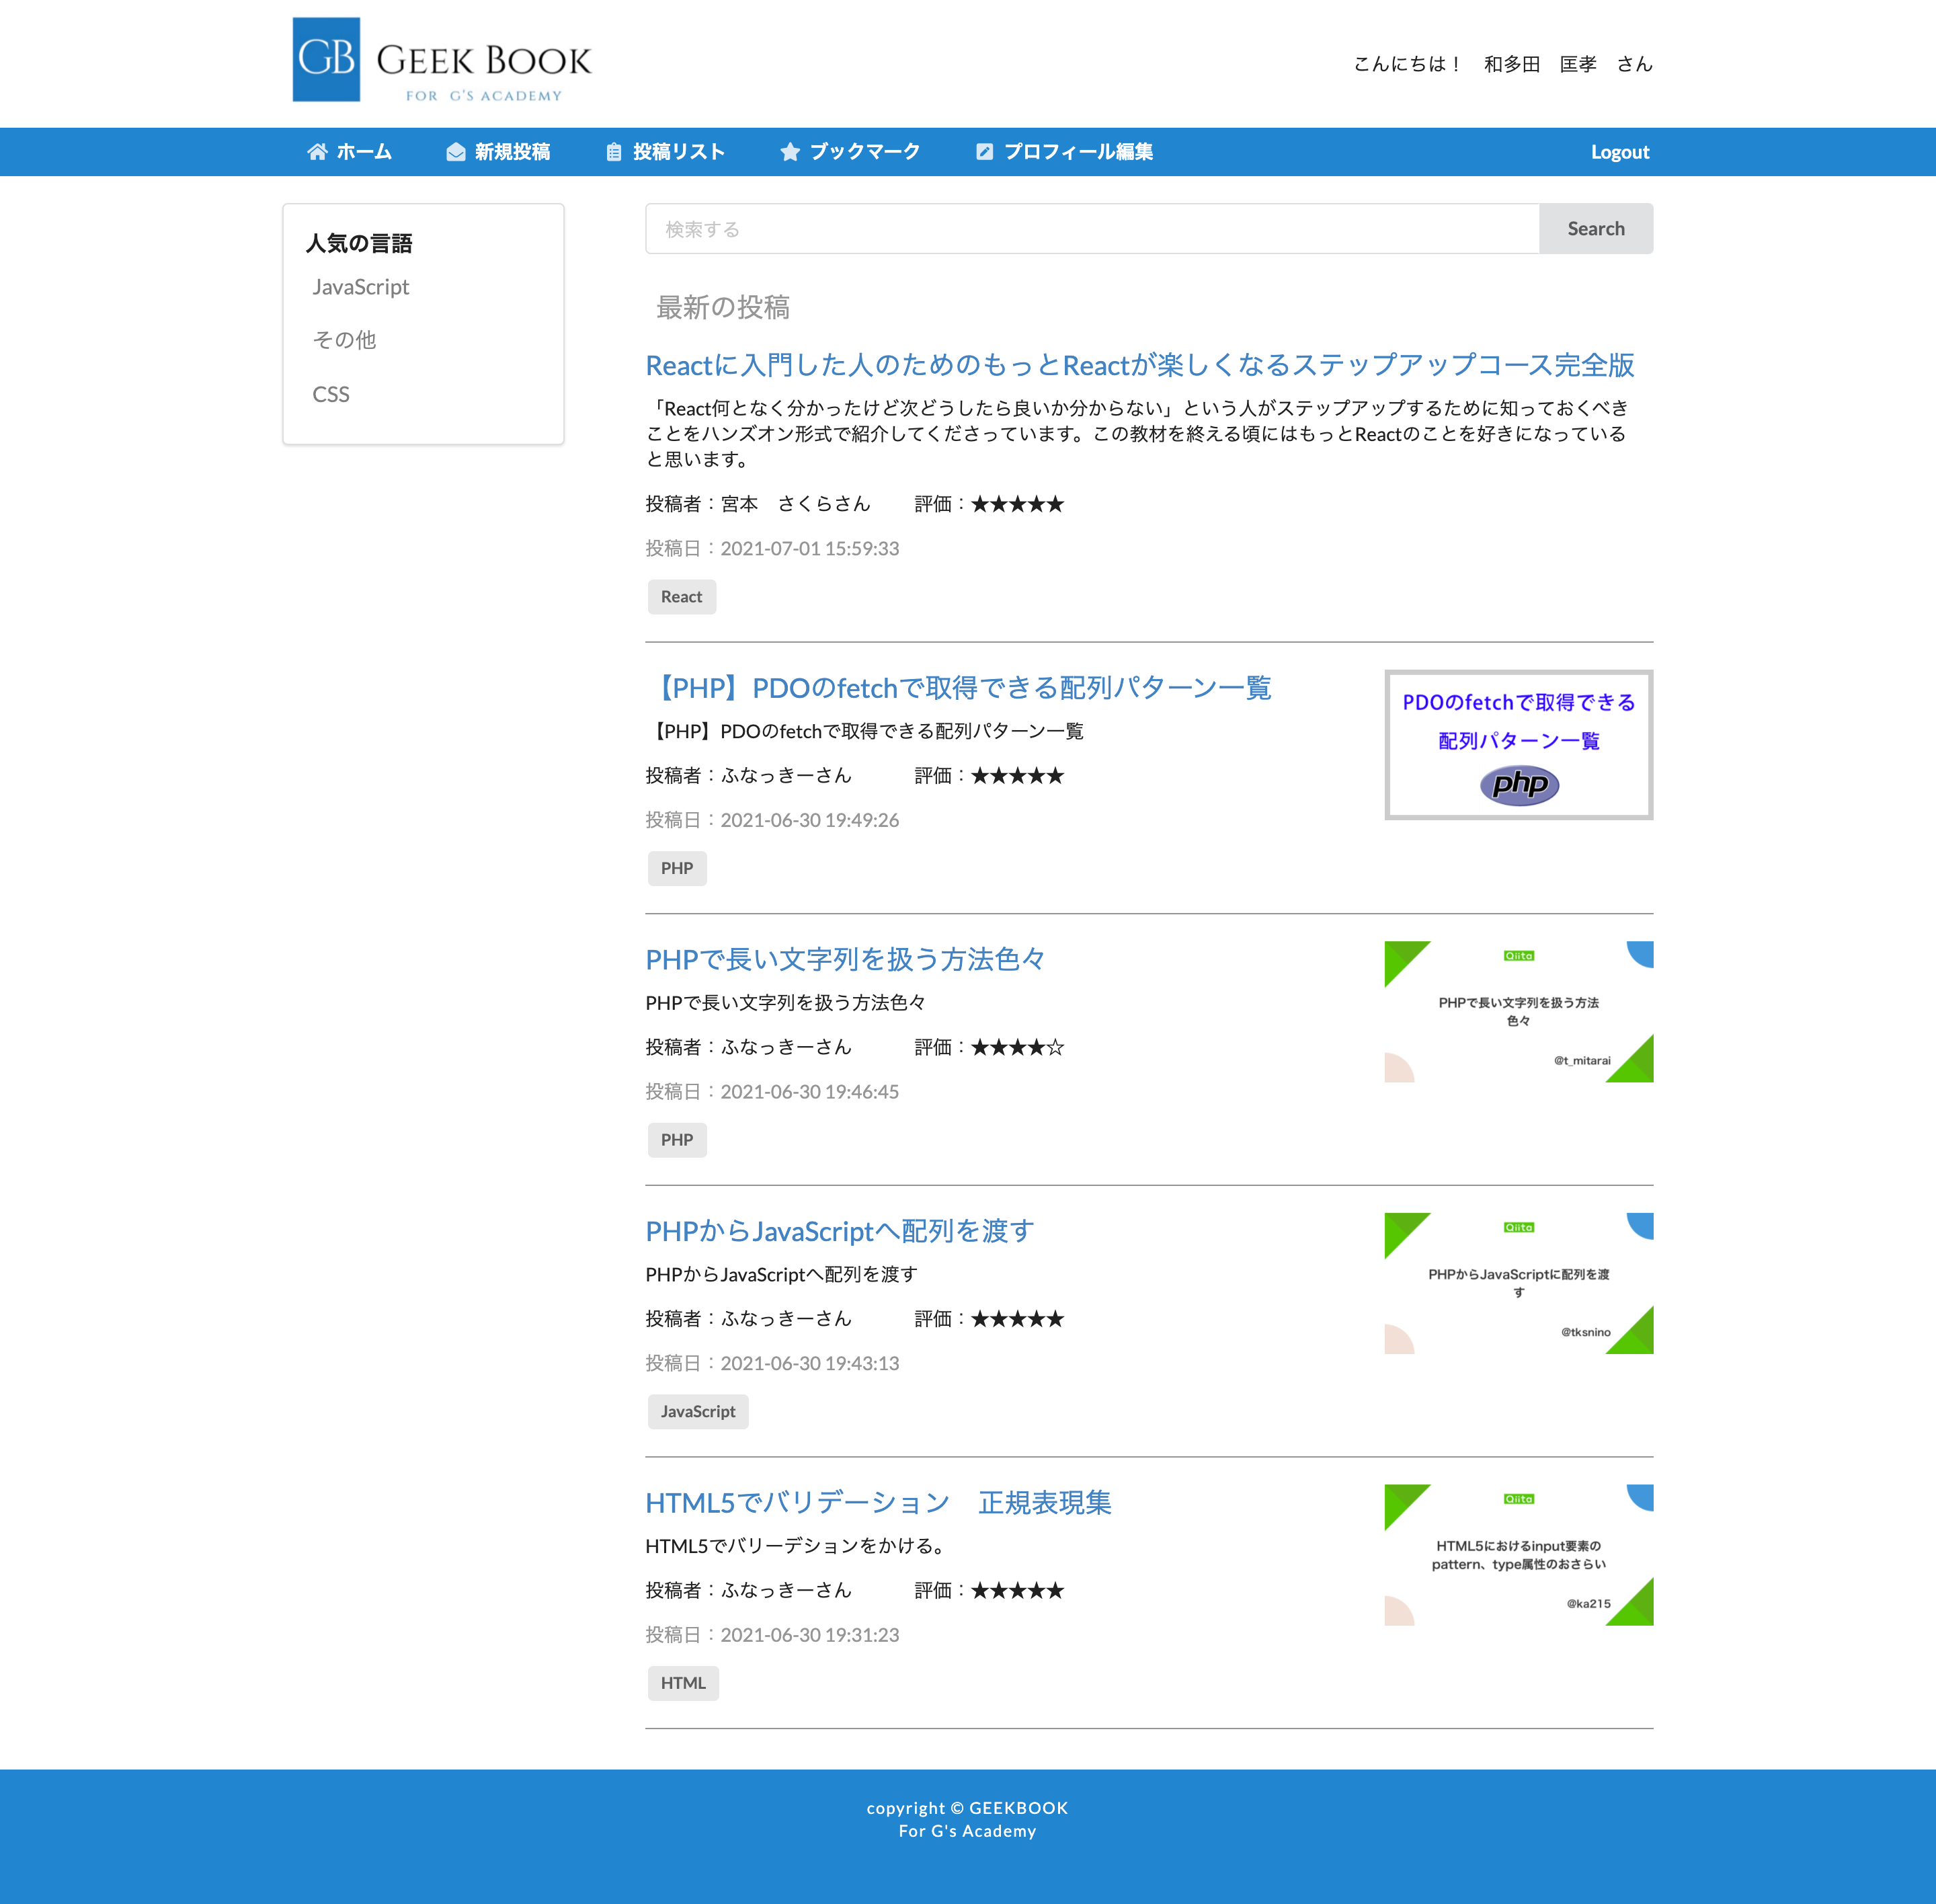 GB GEEK BOOK
FOR G'S ACADEMY
こんにちは！　和多田　匡孝　さん
ホーム
新規投稿
投稿リスト
ブックマーク
プロフィール編集
Logout
人気の言語
JavaScript
その他
CSS
検索する
Search
最新の投稿
Reactに入門した人のためのもっとReactが楽しくなるステップアップコース完全版
「React何となく分かったけど次どうしたら良いか分からない」という人がステップアップするために知っておくべき
ことをハンズオン形式で紹介してくださっています。この教材を終える頃にはもっとReactのことを好きになっている
と思います。
投稿者：宮本　さくらさん 評価：★★★★★
投稿日：2021-07-01 15:59:33
React
【PHP】PDOのfetchで取得できる配列パターン一覧
【PHP】PDOのfetchで取得できる配列パターン一覧
投稿者：ふなっきーさん 評価：★★★★★
投稿日：2021-06-30 19:49:26
PHP
PDOのfetchで取得できる
配列パターン一覧
php
PHPで長い文字列を扱う方法色々
PHPで長い文字列を扱う方法色々
投稿者：ふなっきーさん 評価：★★★★☆
投稿日：2021-06-30 19:46:45
PHP
Qiita
PHPで長い文字列を扱う方法
色々
@t_mitarai
PHPからJavaScriptへ配列を渡す
PHPからJavaScriptへ配列を渡す
投稿者：ふなっきーさん 評価：★★★★★
投稿日：2021-06-30 19:43:13
JavaScript
Qiita
PHPからJavaScriptに配列を渡
す
@tksnino
HTML5でバリデーション　正規表現集
HTML5でバリーデションをかける。
投稿者：ふなっきーさん 評価：★★★★★
投稿日：2021-06-30 19:31:23
HTML
Qiita
HTML5におけるinput要素の
pattern、type属性のおさらい
@ka215
copyright © GEEKBOOK
For G's Academy